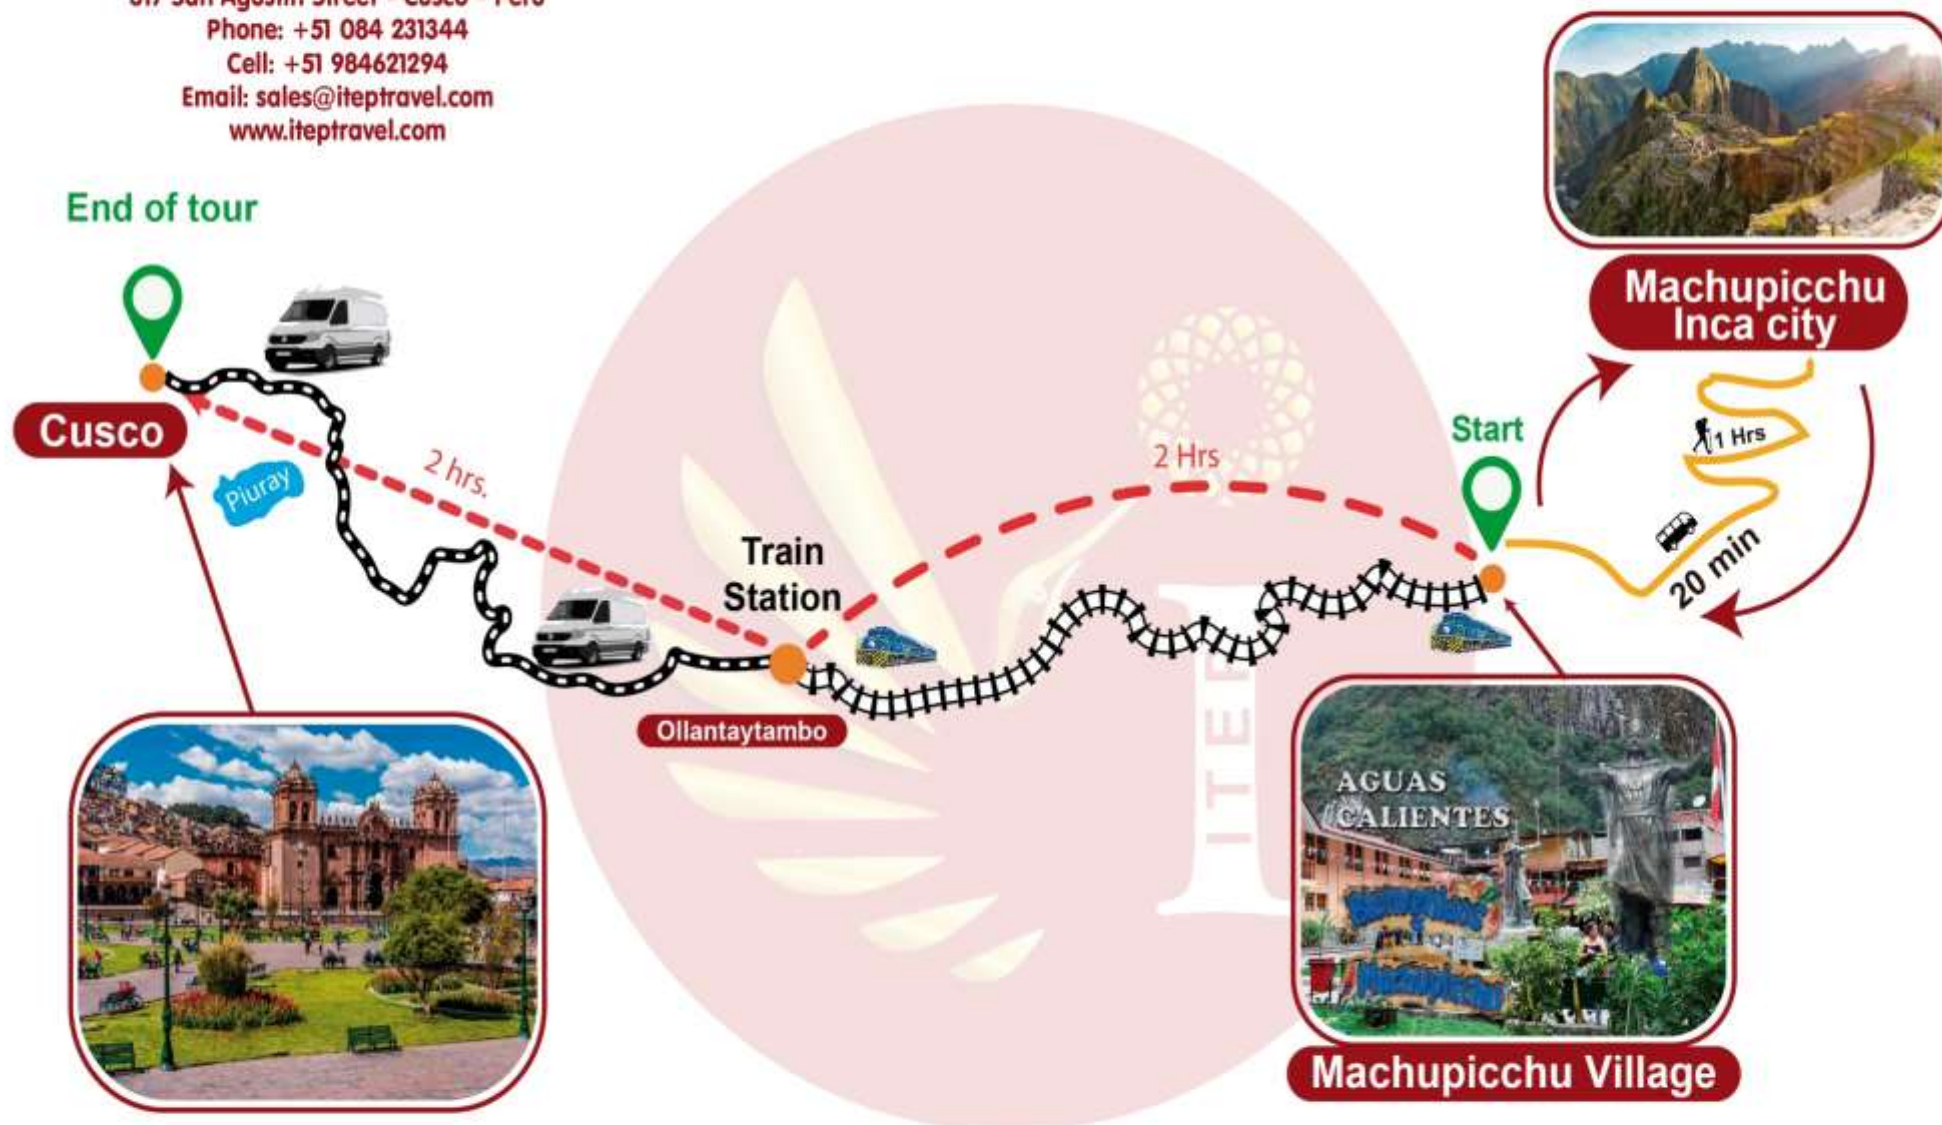 Phone: +51 084 231344
Cell: +51 984621294
Email: sales@iteptravel.com
www.iteptravel.com
End of tour
Machupicchu
Inca city
Cusco
Piuray
2 hrs.
2 Hrs
Start
1 Hrs
20 min
Train
Station
Ollantaytambo
ITEP
AGUAS
CALIENTES
Machupicchu Village